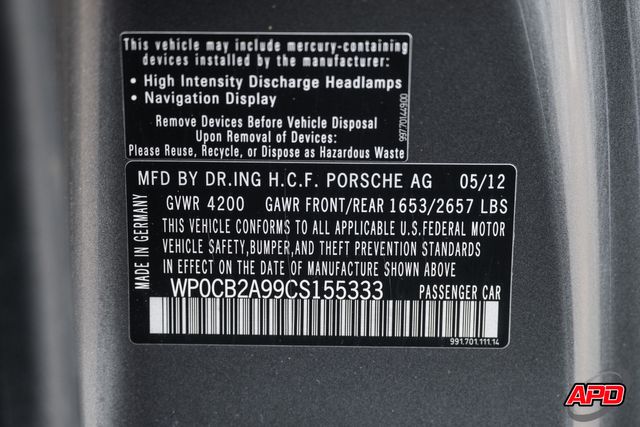 This vehicle may include mercury-containing
devices installed by the manufacturer:
• High Intensity Discharge Headlamps
• Navigation Display
Remove Devices Before Vehicle Disposal
Upon Removal of Devices:
Please Reuse, Recycle, or Dispose as Hazardous Waste
99770144900
MFD BY DR.ING H.C.F. PORSCHE AG 05/12
GVWR 4200 GAWR FRONT/REAR 1653/2657 LBS
THIS VEHICLE CONFORMS TO ALL APPLICABLE U.S.FEDERAL MOTOR
VEHICLE SAFETY,BUMPER,AND THEFT PREVENTION STANDARDS
IN EFFECT ON THE DATE OF MANUFACTURE SHOWN ABOVE
WP0CB2A99CS155333 PASSENGER CAR
991.701.111.14
MADE IN GERMANY
APD